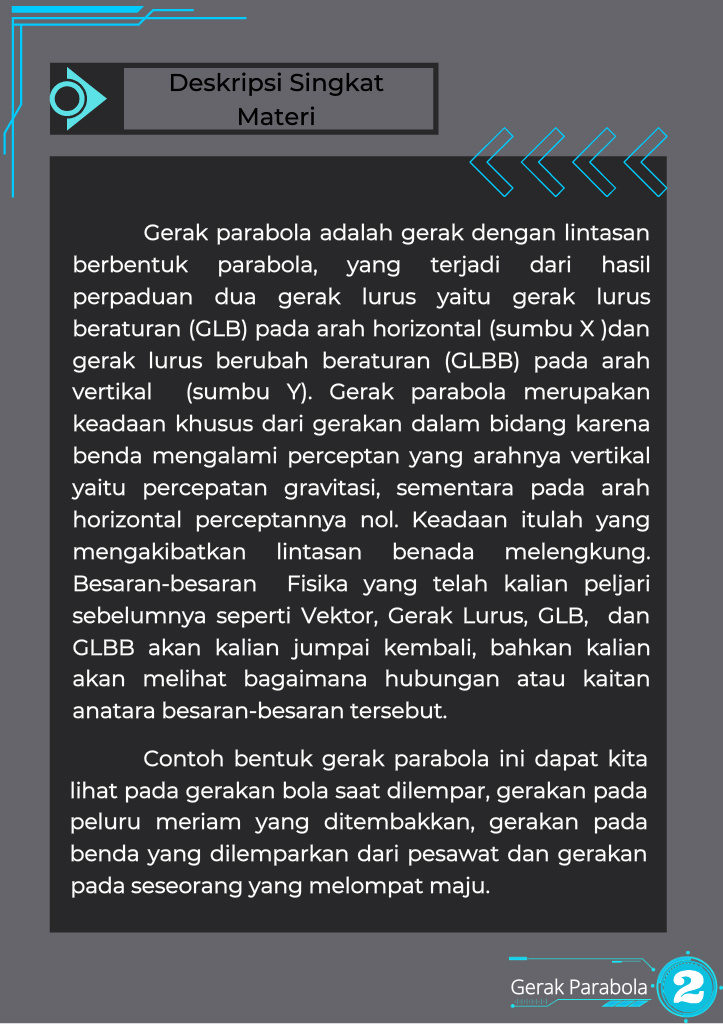 Deskripsi Singkat
Materi
Gerak parabola adalah gerak dengan lintasan
berbentuk parabola, yang terjadi dari hasil
perpaduan dua gerak lurus yaitu gerak lurus
beraturan (GLB) pada arah horizontal (sumbu X )dan
gerak lurus berubah beraturan (GLBB) pada arah
vertikal (sumbu Y). Gerak parabola merupakan
keadaan khusus dari gerakan dalam bidang karena
benda mengalami perceptan yang arahnya vertikal
yaitu percepatan gravitasi, sementara pada arah
horizontal perceptannya nol. Keadaan itulah yang
mengakibatkan lintasan benada melengkung.
Besaran-besaran Fisika yang telah kalian peljari
sebelumnya seperti Vektor, Gerak Lurus, GLB, dan
GLBB akan kalian jumpai kembali, bahkan kalian
akan melihat bagaimana hubungan atau kaitan
anatara besaran-besaran tersebut.
Contoh bentuk gerak parabola ini dapat kita
lihat pada gerakan bola saat dilempar, gerakan pada
peluru meriam yang ditembakkan, gerakan pada
benda yang dilemparkan dari pesawat dan gerakan
pada seseorang yang melompat maju.
Gerak Parabola 2